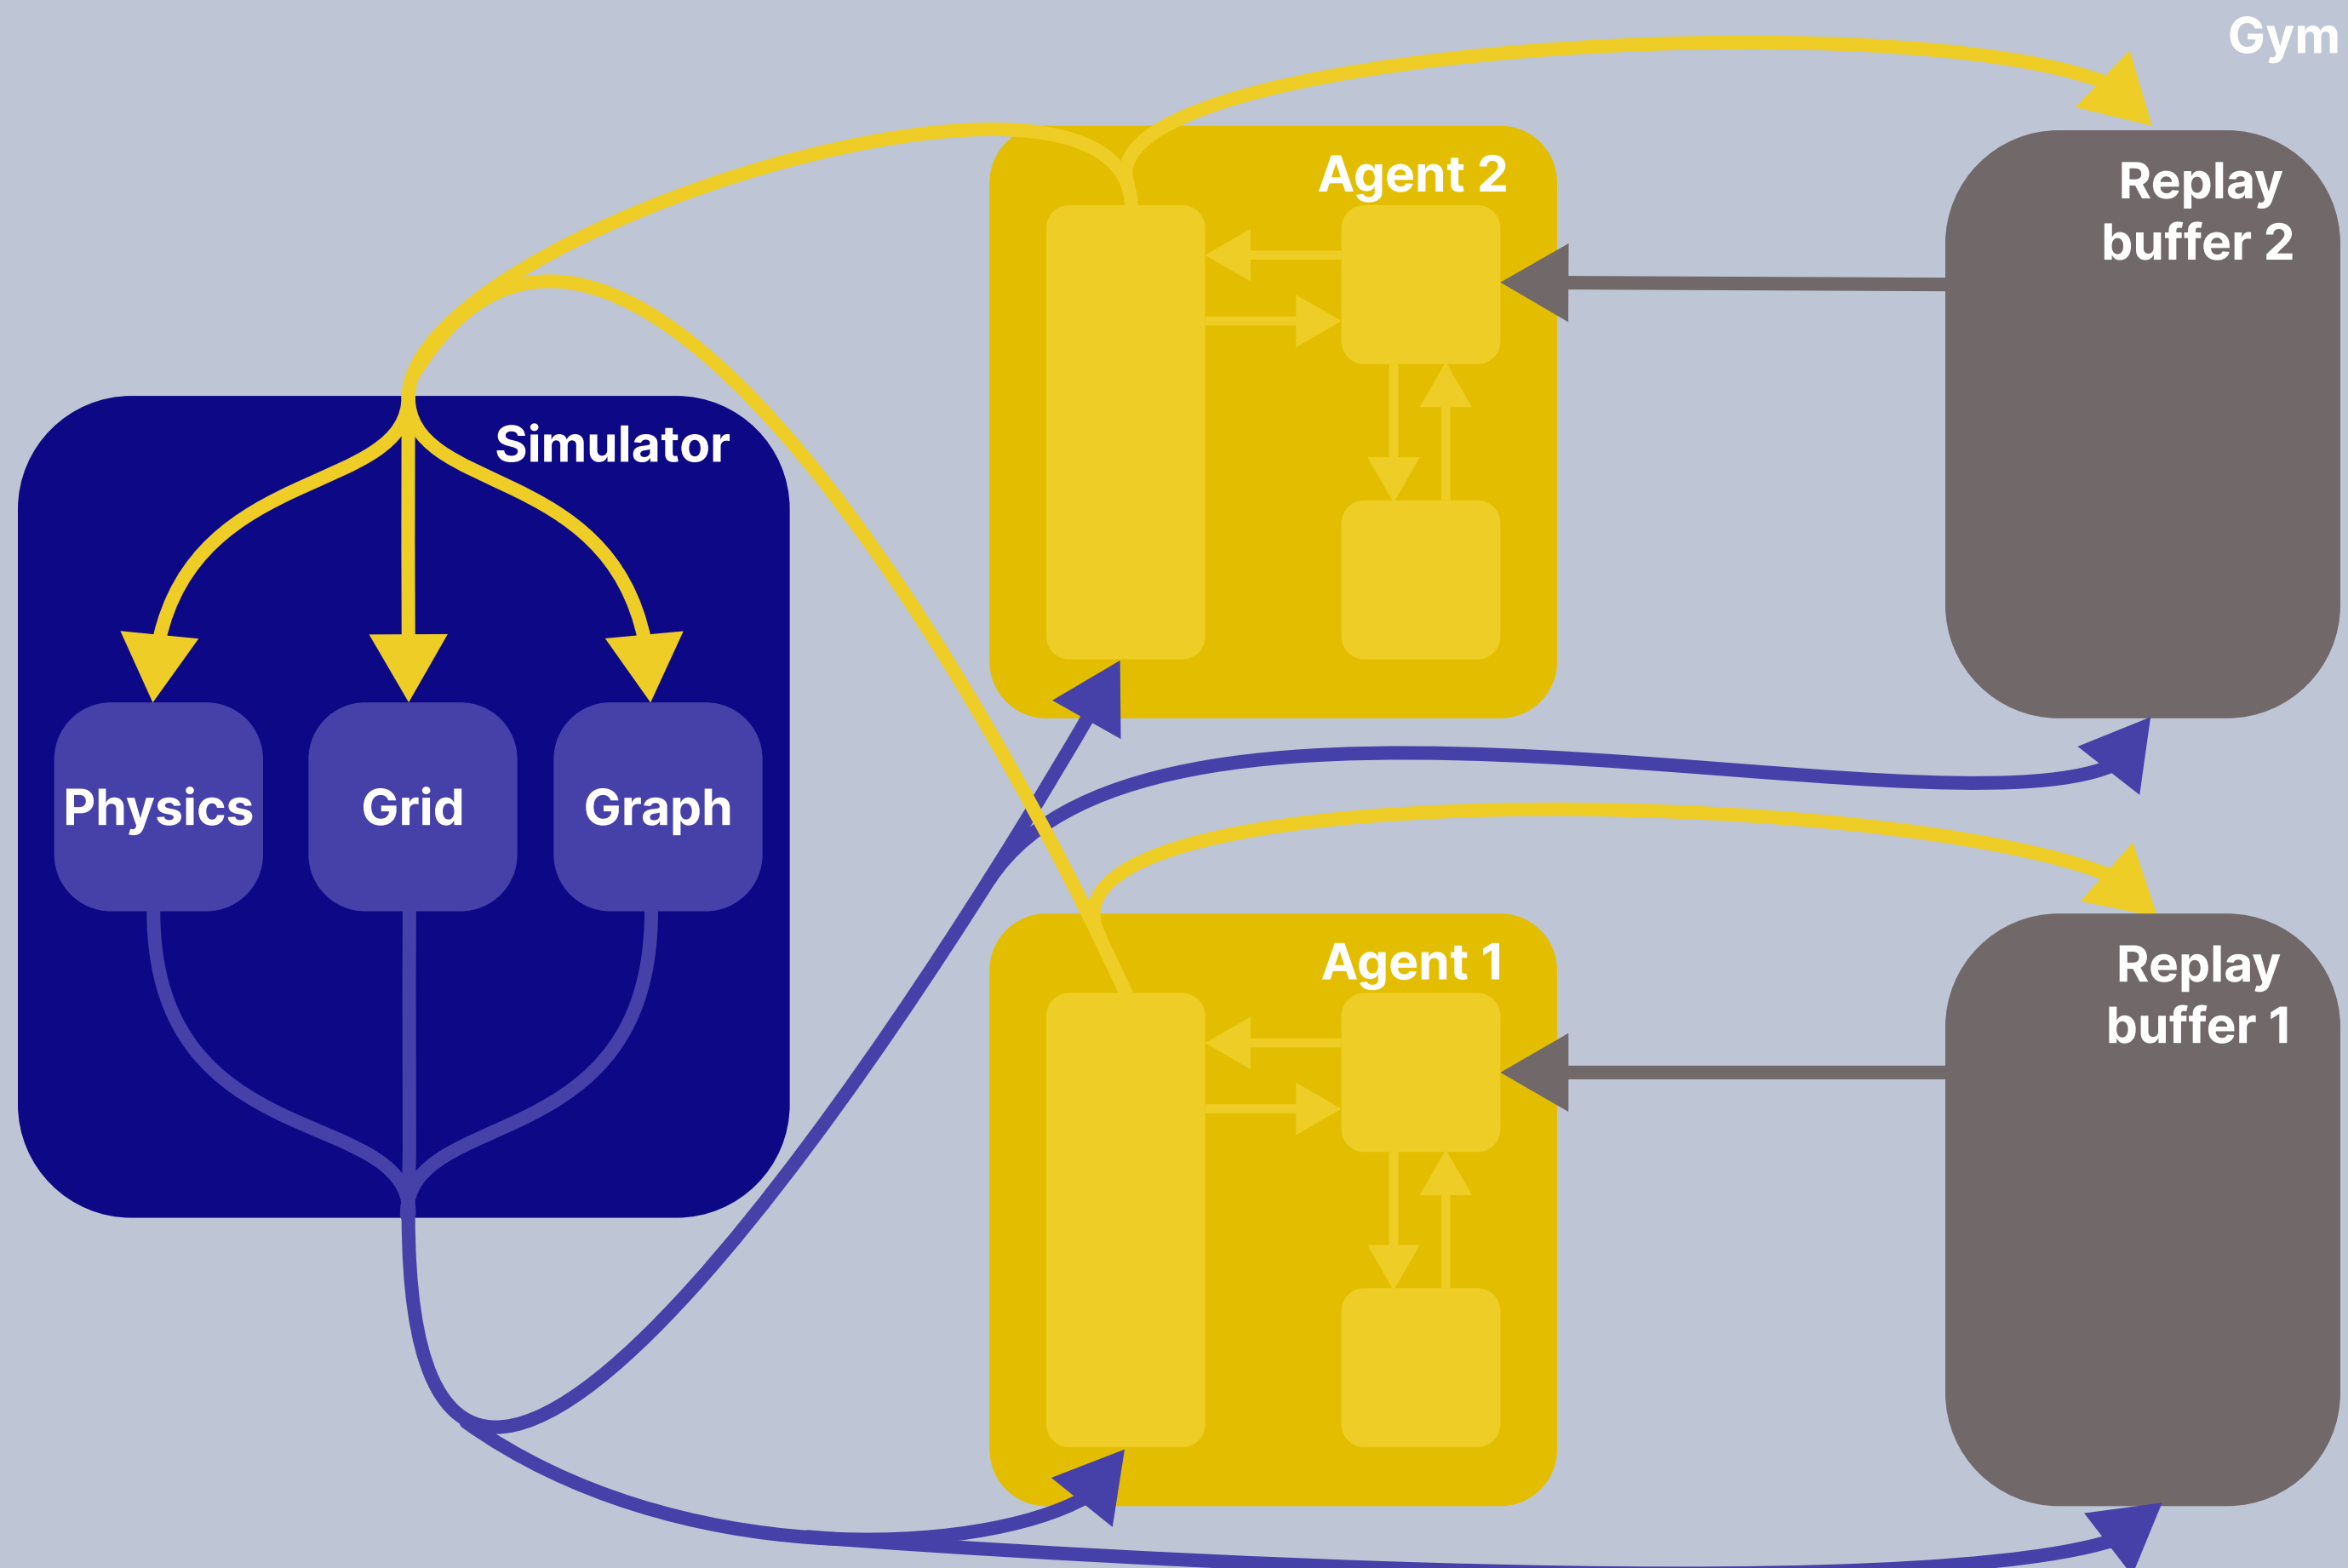 Gym
Agent 2
Replay
buffer 2
Simulator
Physics
Grid
Graph
Agent 1
Replay
buffer 1